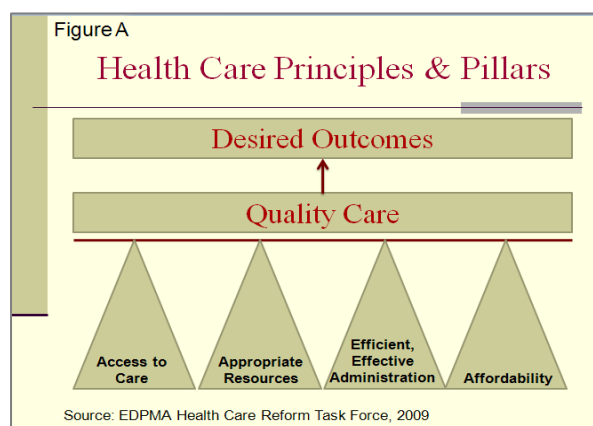 Figure A
Health Care Principles & Pillars
Desired Outcomes
Quality Care
Access to
Care
Appropriate
Resources
Efficient,
Effective
Administration
Affordability
Source: EDPMA Health Care Reform Task Force, 2009